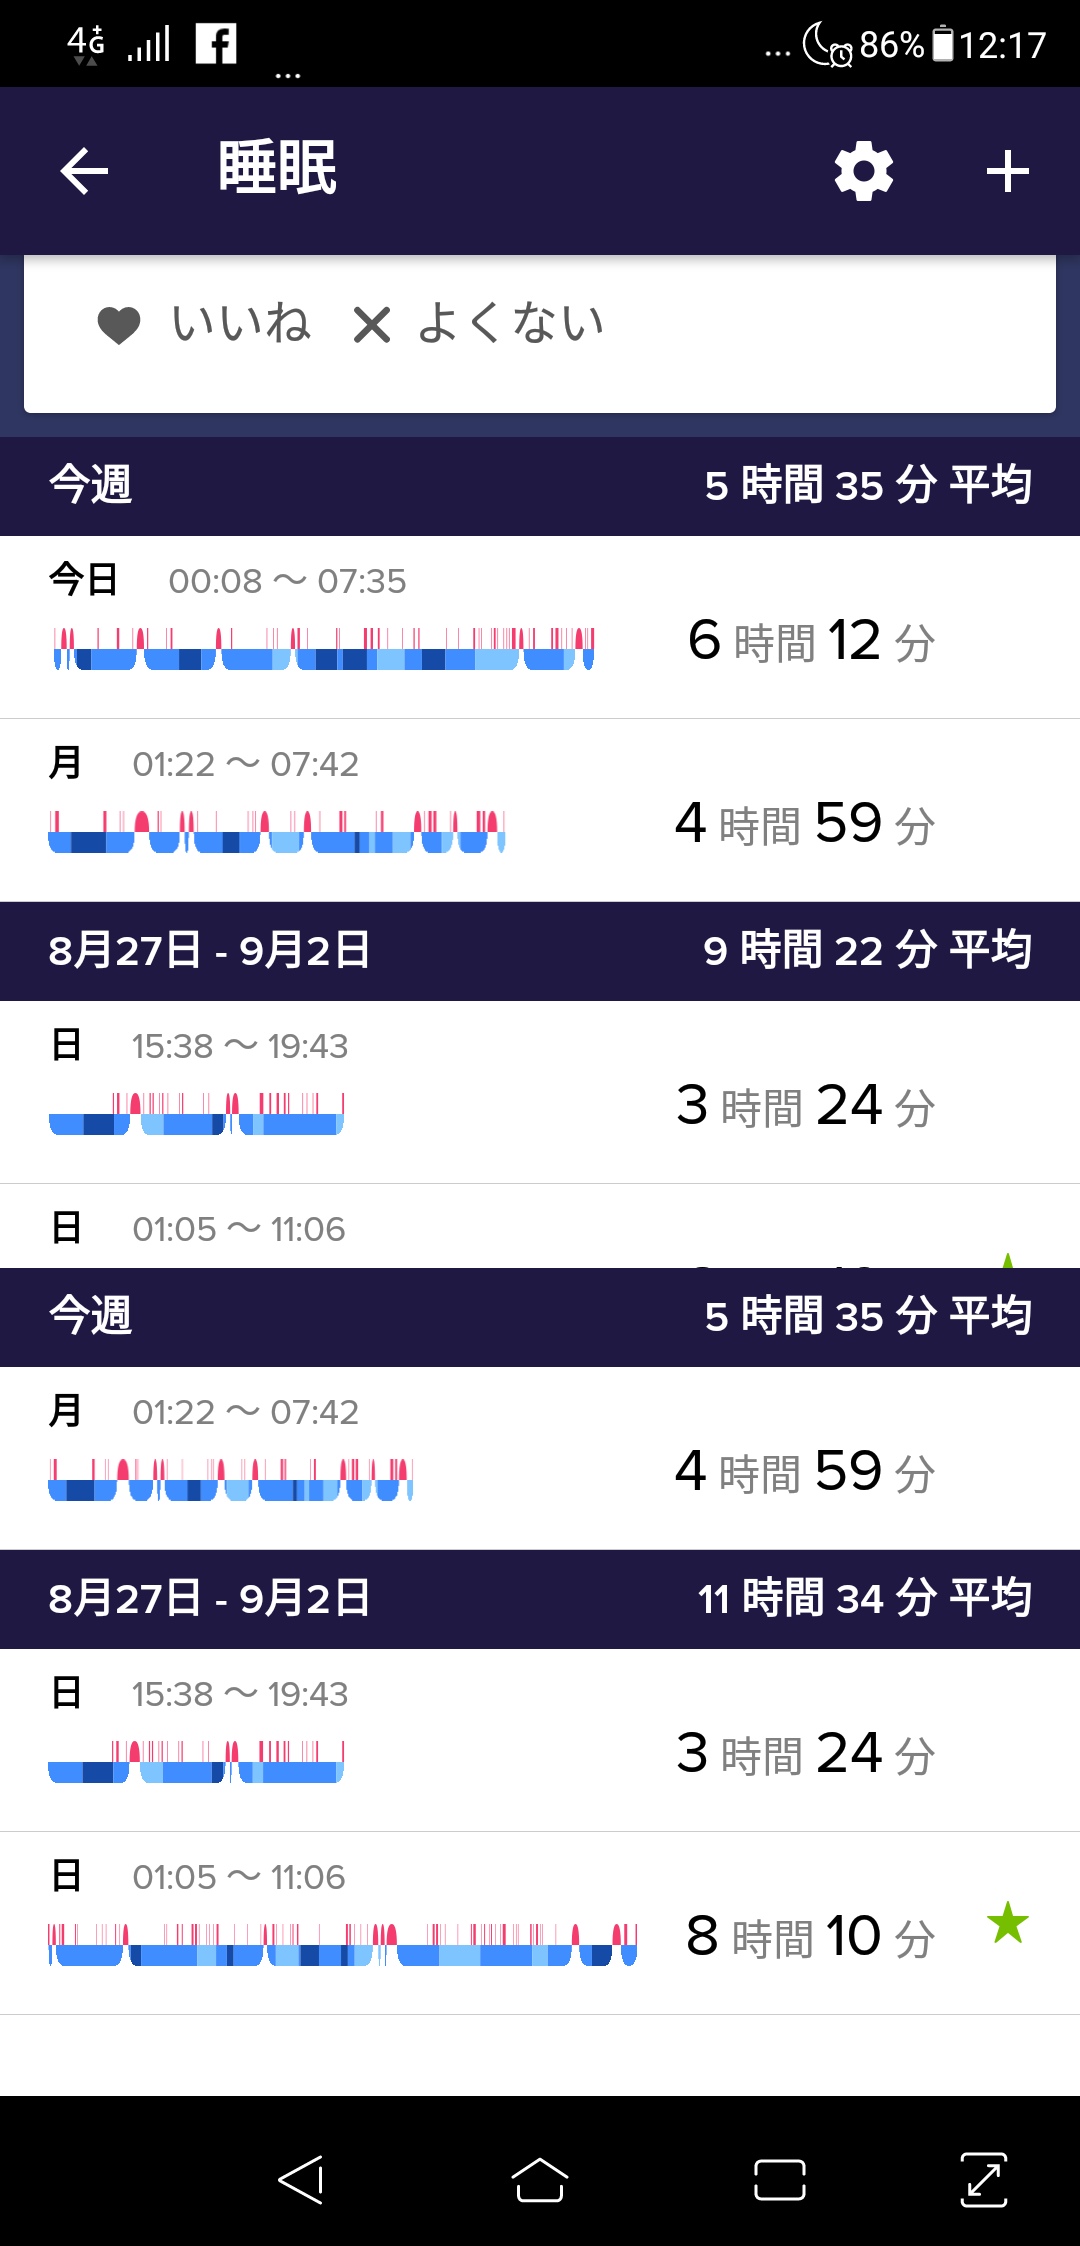 4G+ 86% 12:17
睡眠
いいね よくない
今週 5 時間 35 分 平均
今日 00:08 〜 07:35
6 時間 12 分
月 01:22 〜 07:42
4 時間 59 分
8月27日 - 9月2日 9 時間 22 分 平均
日 15:38 〜 19:43
3 時間 24 分
日 01:05 〜 11:06
今週 5 時間 35 分 平均
月 01:22 〜 07:42
4 時間 59 分
8月27日 - 9月2日 11 時間 34 分 平均
日 15:38 〜 19:43
3 時間 24 分
日 01:05 〜 11:06
8 時間 10 分